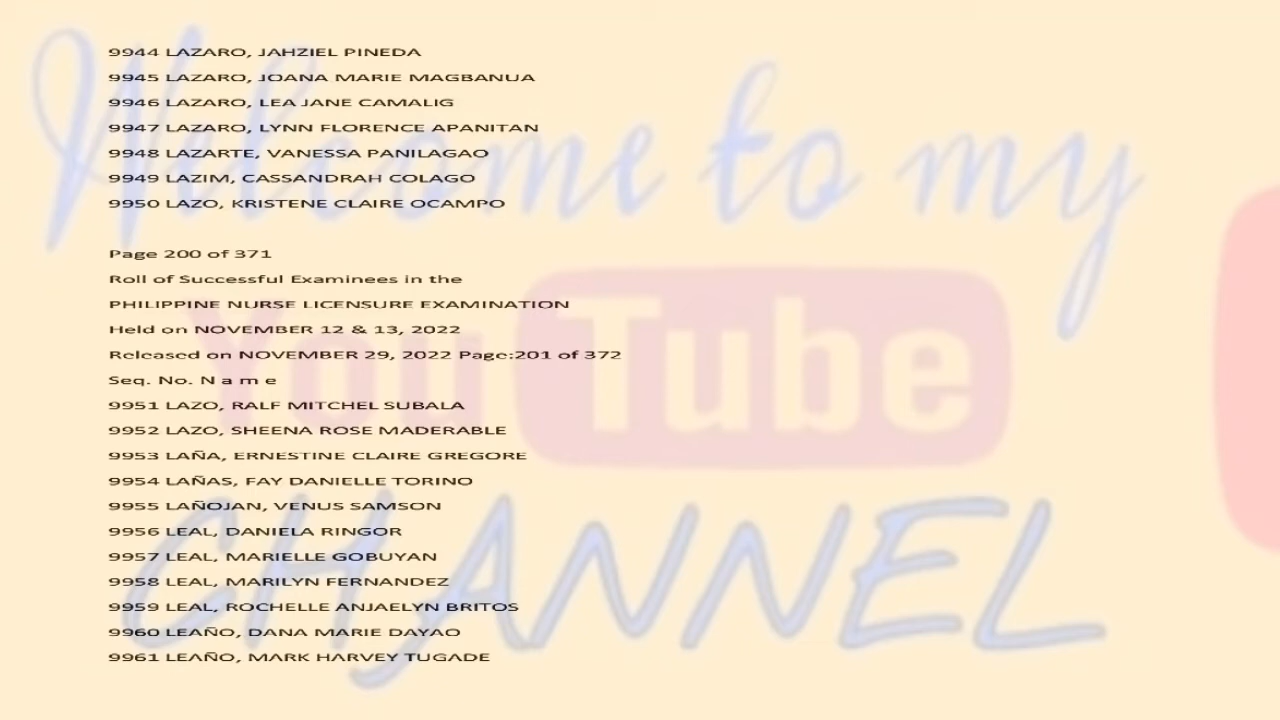 9944 LAZARO, JAHZIEL PINEDA
9945 LAZARO, JOANA MARIE MAGBANUA
9946 LAZARO, LEA JANE CAMALIG
9947 LAZARO, LYNN FLORENCE APANITAN
9948 LAZARTE, VANESSA PANILAGAO
9949 LAZIM, CASSANDRAH COLAGO
9950 LAZO, KRISTENE CLAIRE OCAMPO
Page 200 of 371
Roll of Successful Examinees in the
PHILIPPINE NURSE LICENSURE EXAMINATION
Held on NOVEMBER 12 & 13, 2022
Released on NOVEMBER 29, 2022 Page:201 of 372
Seq. No. N a m e
9951 LAZO, RALF MITCHEL SUBALA
9952 LAZO, SHEENA ROSE MADERABLE
9953 LAÑA, ERNESTINE CLAIRE GREGORE
9954 LAÑAS, FAY DANIELLE TORINO
9955 LAÑOJAN, VENUS SAMSON
9956 LEAL, DANIELA RINGOR
9957 LEAL, MARIELLE GOBUYAN
9958 LEAL, MARILYN FERNANDEZ
9959 LEAL, ROCHELLE ANJAELYN BRITOS
9960 LEAÑO, DANA MARIE DAYAO
9961 LEAÑO, MARK HARVEY TUGADE
Welcome to my
YouTube
CHANNEL